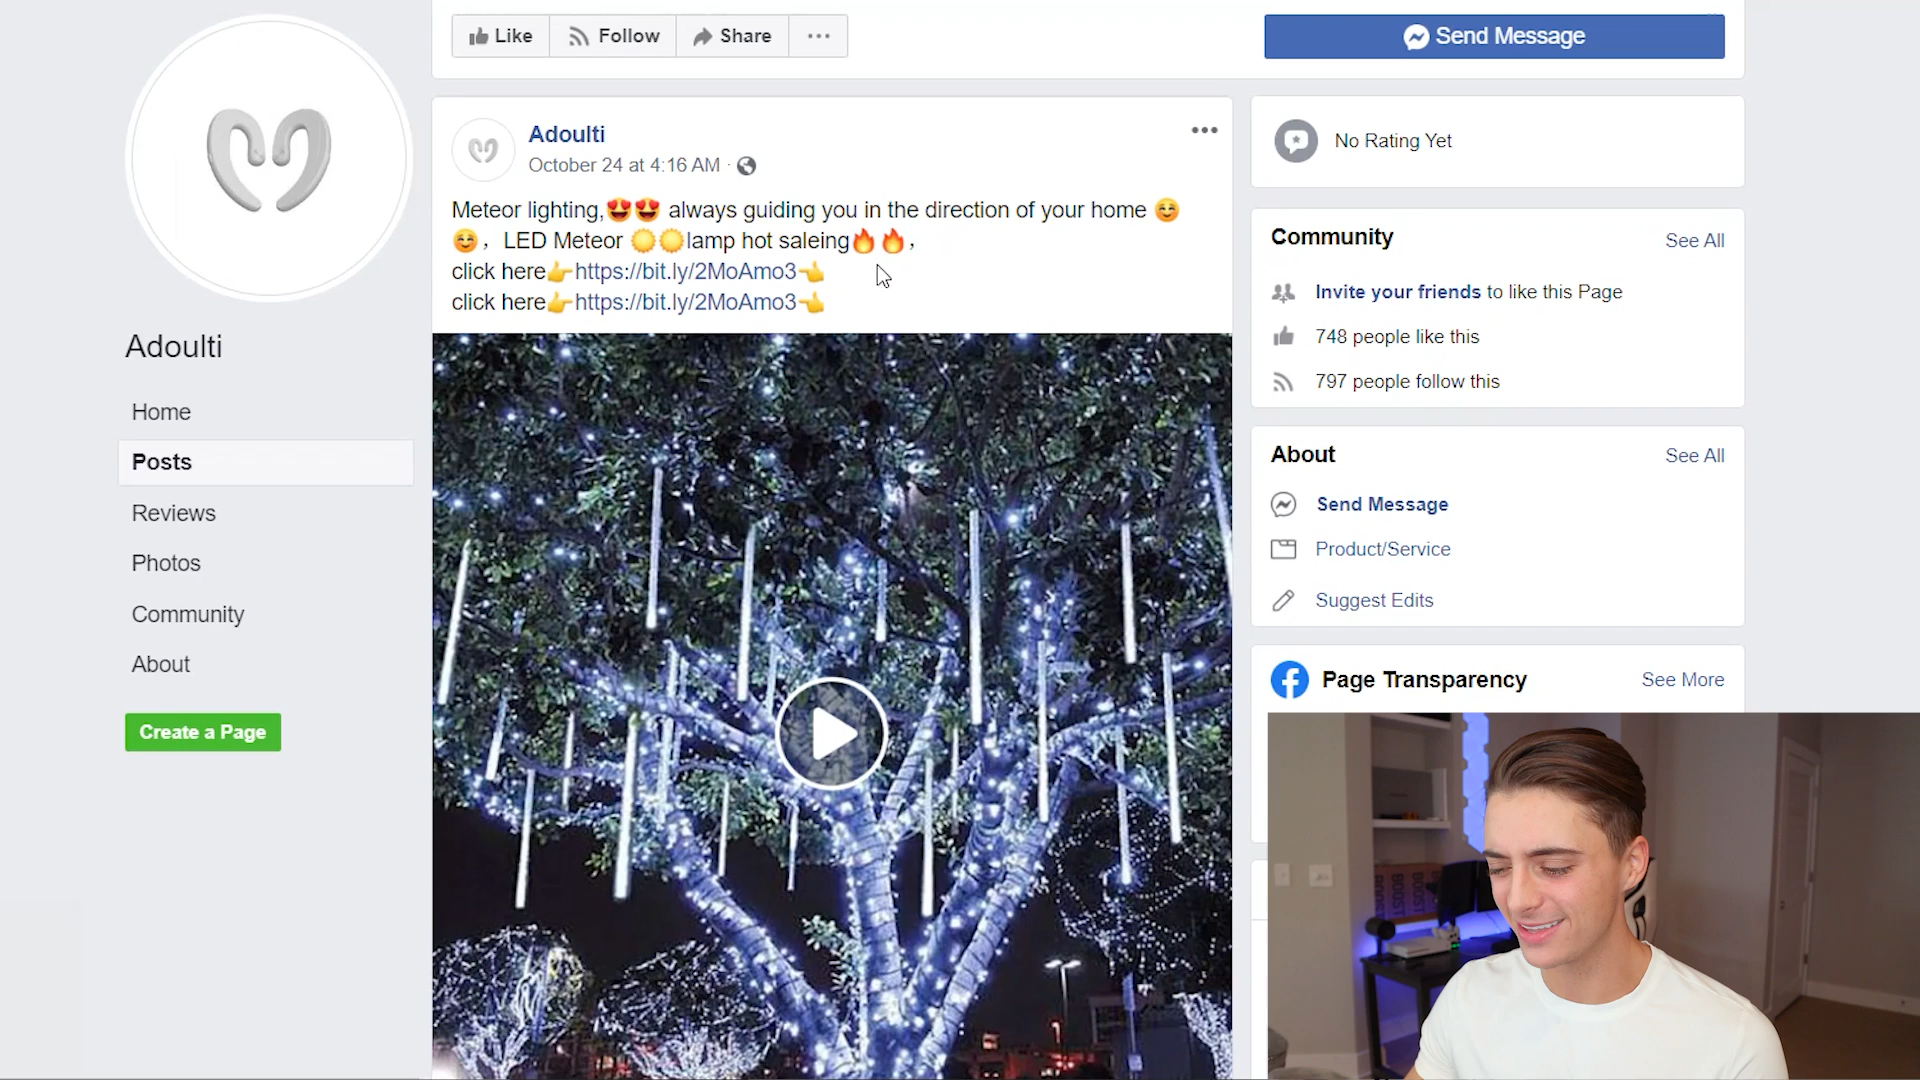 Like
Follow
Share
Send Message
Adoulti
October 24 at 4:16 AM ·
Meteor lighting,😍😍 always guiding you in the direction of your home ☺️
☺️， LED Meteor 🌞🌞lamp hot saleing🔥🔥，
click here👉https://bit.ly/2MoAmo3👈
click here👉https://bit.ly/2MoAmo3👈
Adoulti
Home
Posts
Reviews
Photos
Community
About
Create a Page
No Rating Yet
Community
See All
Invite your friends to like this Page
748 people like this
797 people follow this
About
See All
Send Message
Product/Service
Suggest Edits
Page Transparency
See More
BOOST
BOOST